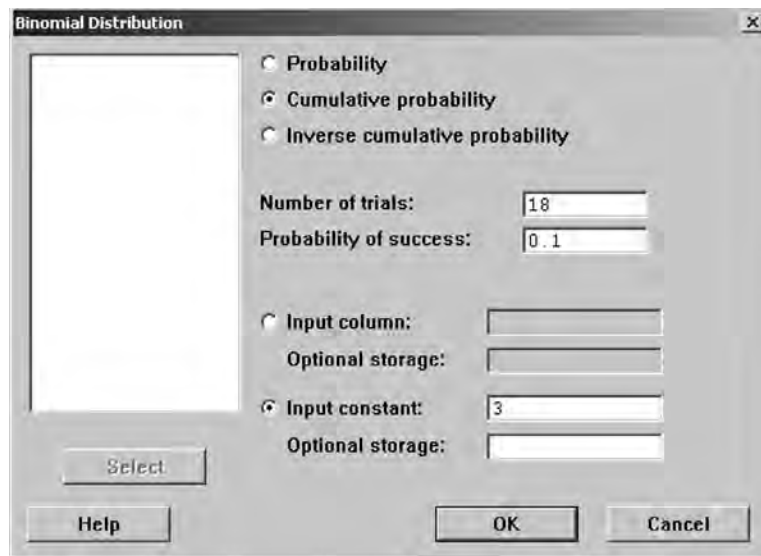 Binomial Distribution
Probability
Cumulative probability
Inverse cumulative probability
Number of trials: 18
Probability of success: 0.1
Input column:
Optional storage:
Input constant: 3
Optional storage:
Select
Help
OK
Cancel